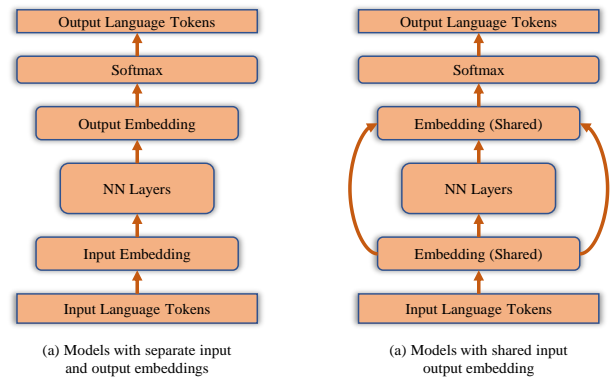 Output Language Tokens
Softmax
Output Embedding
NN Layers
Input Embedding
Input Language Tokens
(a) Models with separate input
and output embeddings
Output Language Tokens
Softmax
Embedding (Shared)
NN Layers
Embedding (Shared)
Input Language Tokens
(a) Models with shared input
output embedding